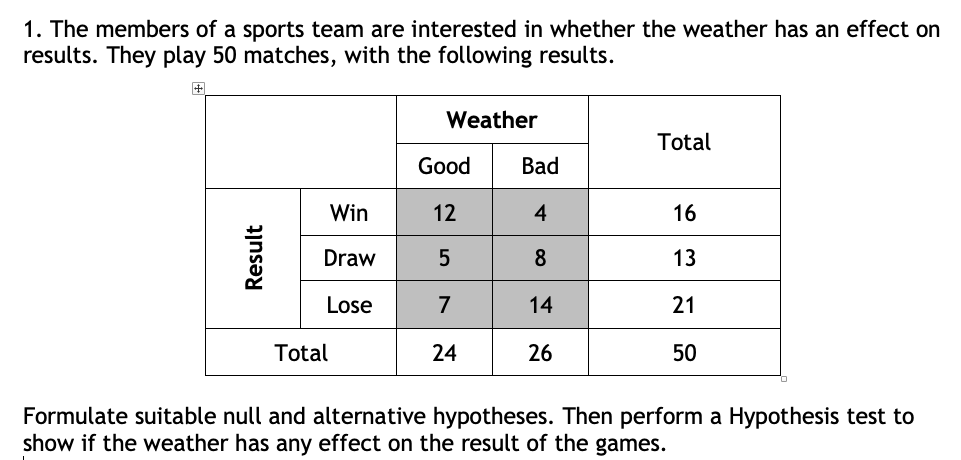 1. The members of a sports team are interested in whether the weather has an effect on
results. They play 50 matches, with the following results.
Weather
Total
Good Bad
Result
Win 12 4 16
Draw 5 8 13
Lose 7 14 21
Total 24 26 50
Formulate suitable null and alternative hypotheses. Then perform a Hypothesis test to
show if the weather has any effect on the result of the games.